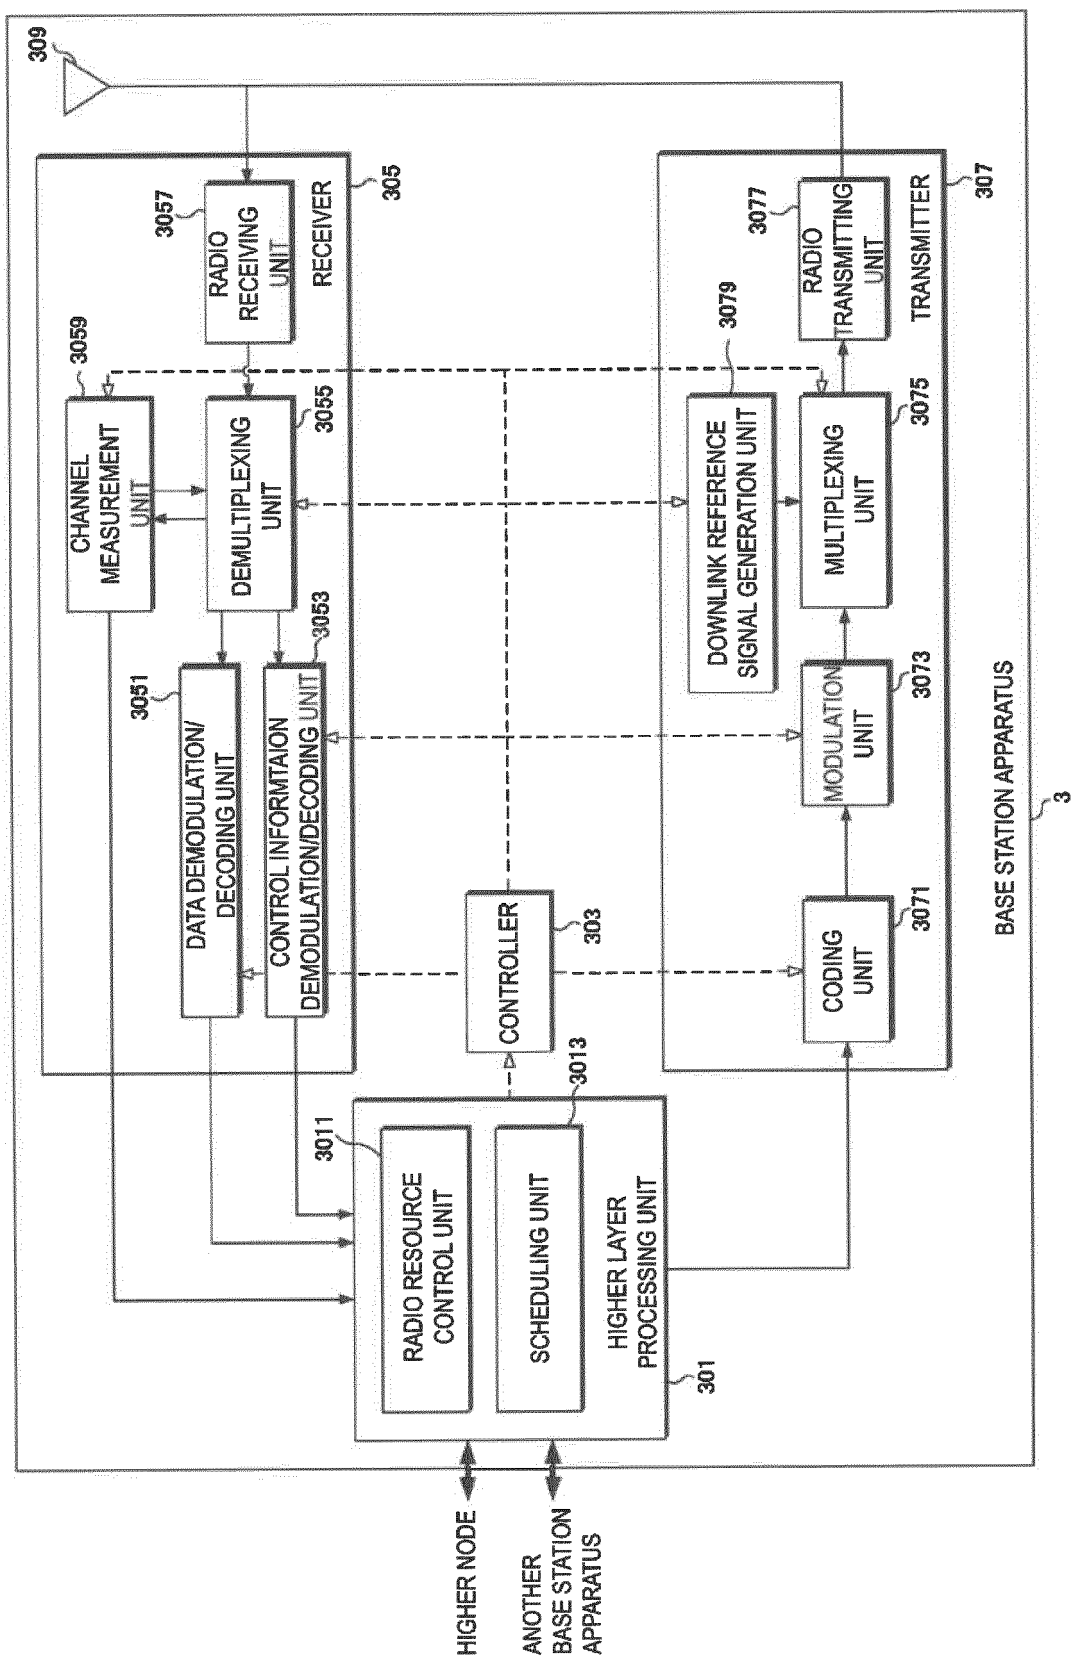 HIGHER NODE
ANOTHER
BASE STATION
APPARATUS
301
3011
RADIO RESOURCE
CONTROL UNIT
3013
SCHEDULING UNIT
HIGHER LAYER
PROCESSING UNIT
CONTROLLER
303
3051
DATA DEMODULATION/
DECODING UNIT
3053
CONTROL INFORMTAION
DEMODULATION/DECODING UNIT
3059
CHANNEL
MEASUREMENT
UNIT
3055
DEMULTIPLEXING
UNIT
3057
RADIO
RECEIVING
UNIT
RECEIVER
305
309
3079
DOWNLINK REFERENCE
SIGNAL GENERATION UNIT
3071
CODING
UNIT
3073
MODULATION
UNIT
3075
MULTIPLEXING
UNIT
3077
RADIO
TRANSMITTING
UNIT
TRANSMITTER
307
BASE STATION APPARATUS
3